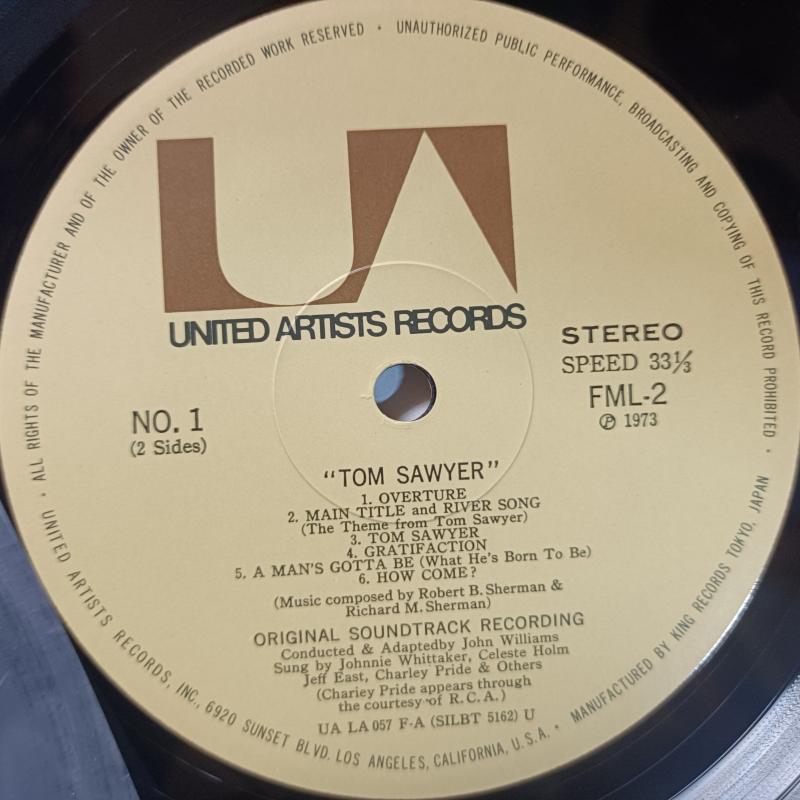 · ALL RIGHTS OF THE MANUFACTURER AND OF THE OWNER OF THE RECORDED WORK RESERVED · UNAUTHORIZED PUBLIC PERFORMANCE, BROADCASTING AND COPYING OF THIS RECORD PROHIBITED ·
UA
UNITED ARTISTS RECORDS
STEREO
SPEED 33⅓
FML-2
℗ 1973
NO. 1
(2 Sides)
"TOM SAWYER"
1. OVERTURE
2. MAIN TITLE and RIVER SONG
(The Theme from Tom Sawyer)
3. TOM SAWYER
4. GRATIFACTION
5. A MAN'S GOTTA BE (What He's Born To Be)
6. HOW COME?
(Music composed by Robert B. Sherman &
Richard M. Sherman)
ORIGINAL SOUNDTRACK RECORDING
Conducted & Adaptedby John Williams
Sung by Johnnie Whittaker, Celeste Holm
Jeff East, Charley Pride & Others
(Charley Pride appears through
the courtesy of R.C.A.)
UA LA 057 F-A (SILBT 5162) U
UNITED ARTISTS RECORDS, INC., 6920 SUNSET BLVD. LOS ANGELES, CALIFORNIA, U.S.A. · MANUFACTURED BY KING RECORDS TOKYO, JAPAN